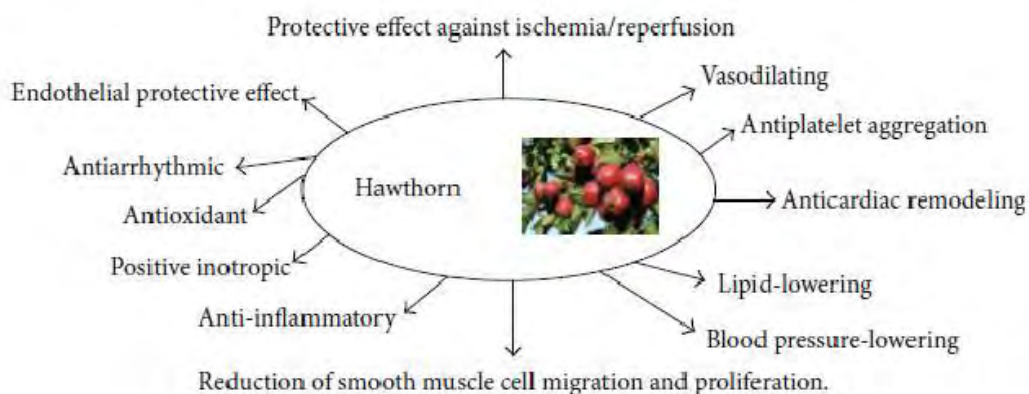 Protective effect against ischemia/reperfusion
Vasodilating
Endothelial protective effect
Antiplatelet aggregation
Antiarrhythmic
Hawthorn
Anticardiac remodeling
Antioxidant
Positive inotropic
Lipid-lowering
Anti-inflammatory
Blood pressure-lowering
Reduction of smooth muscle cell migration and proliferation.